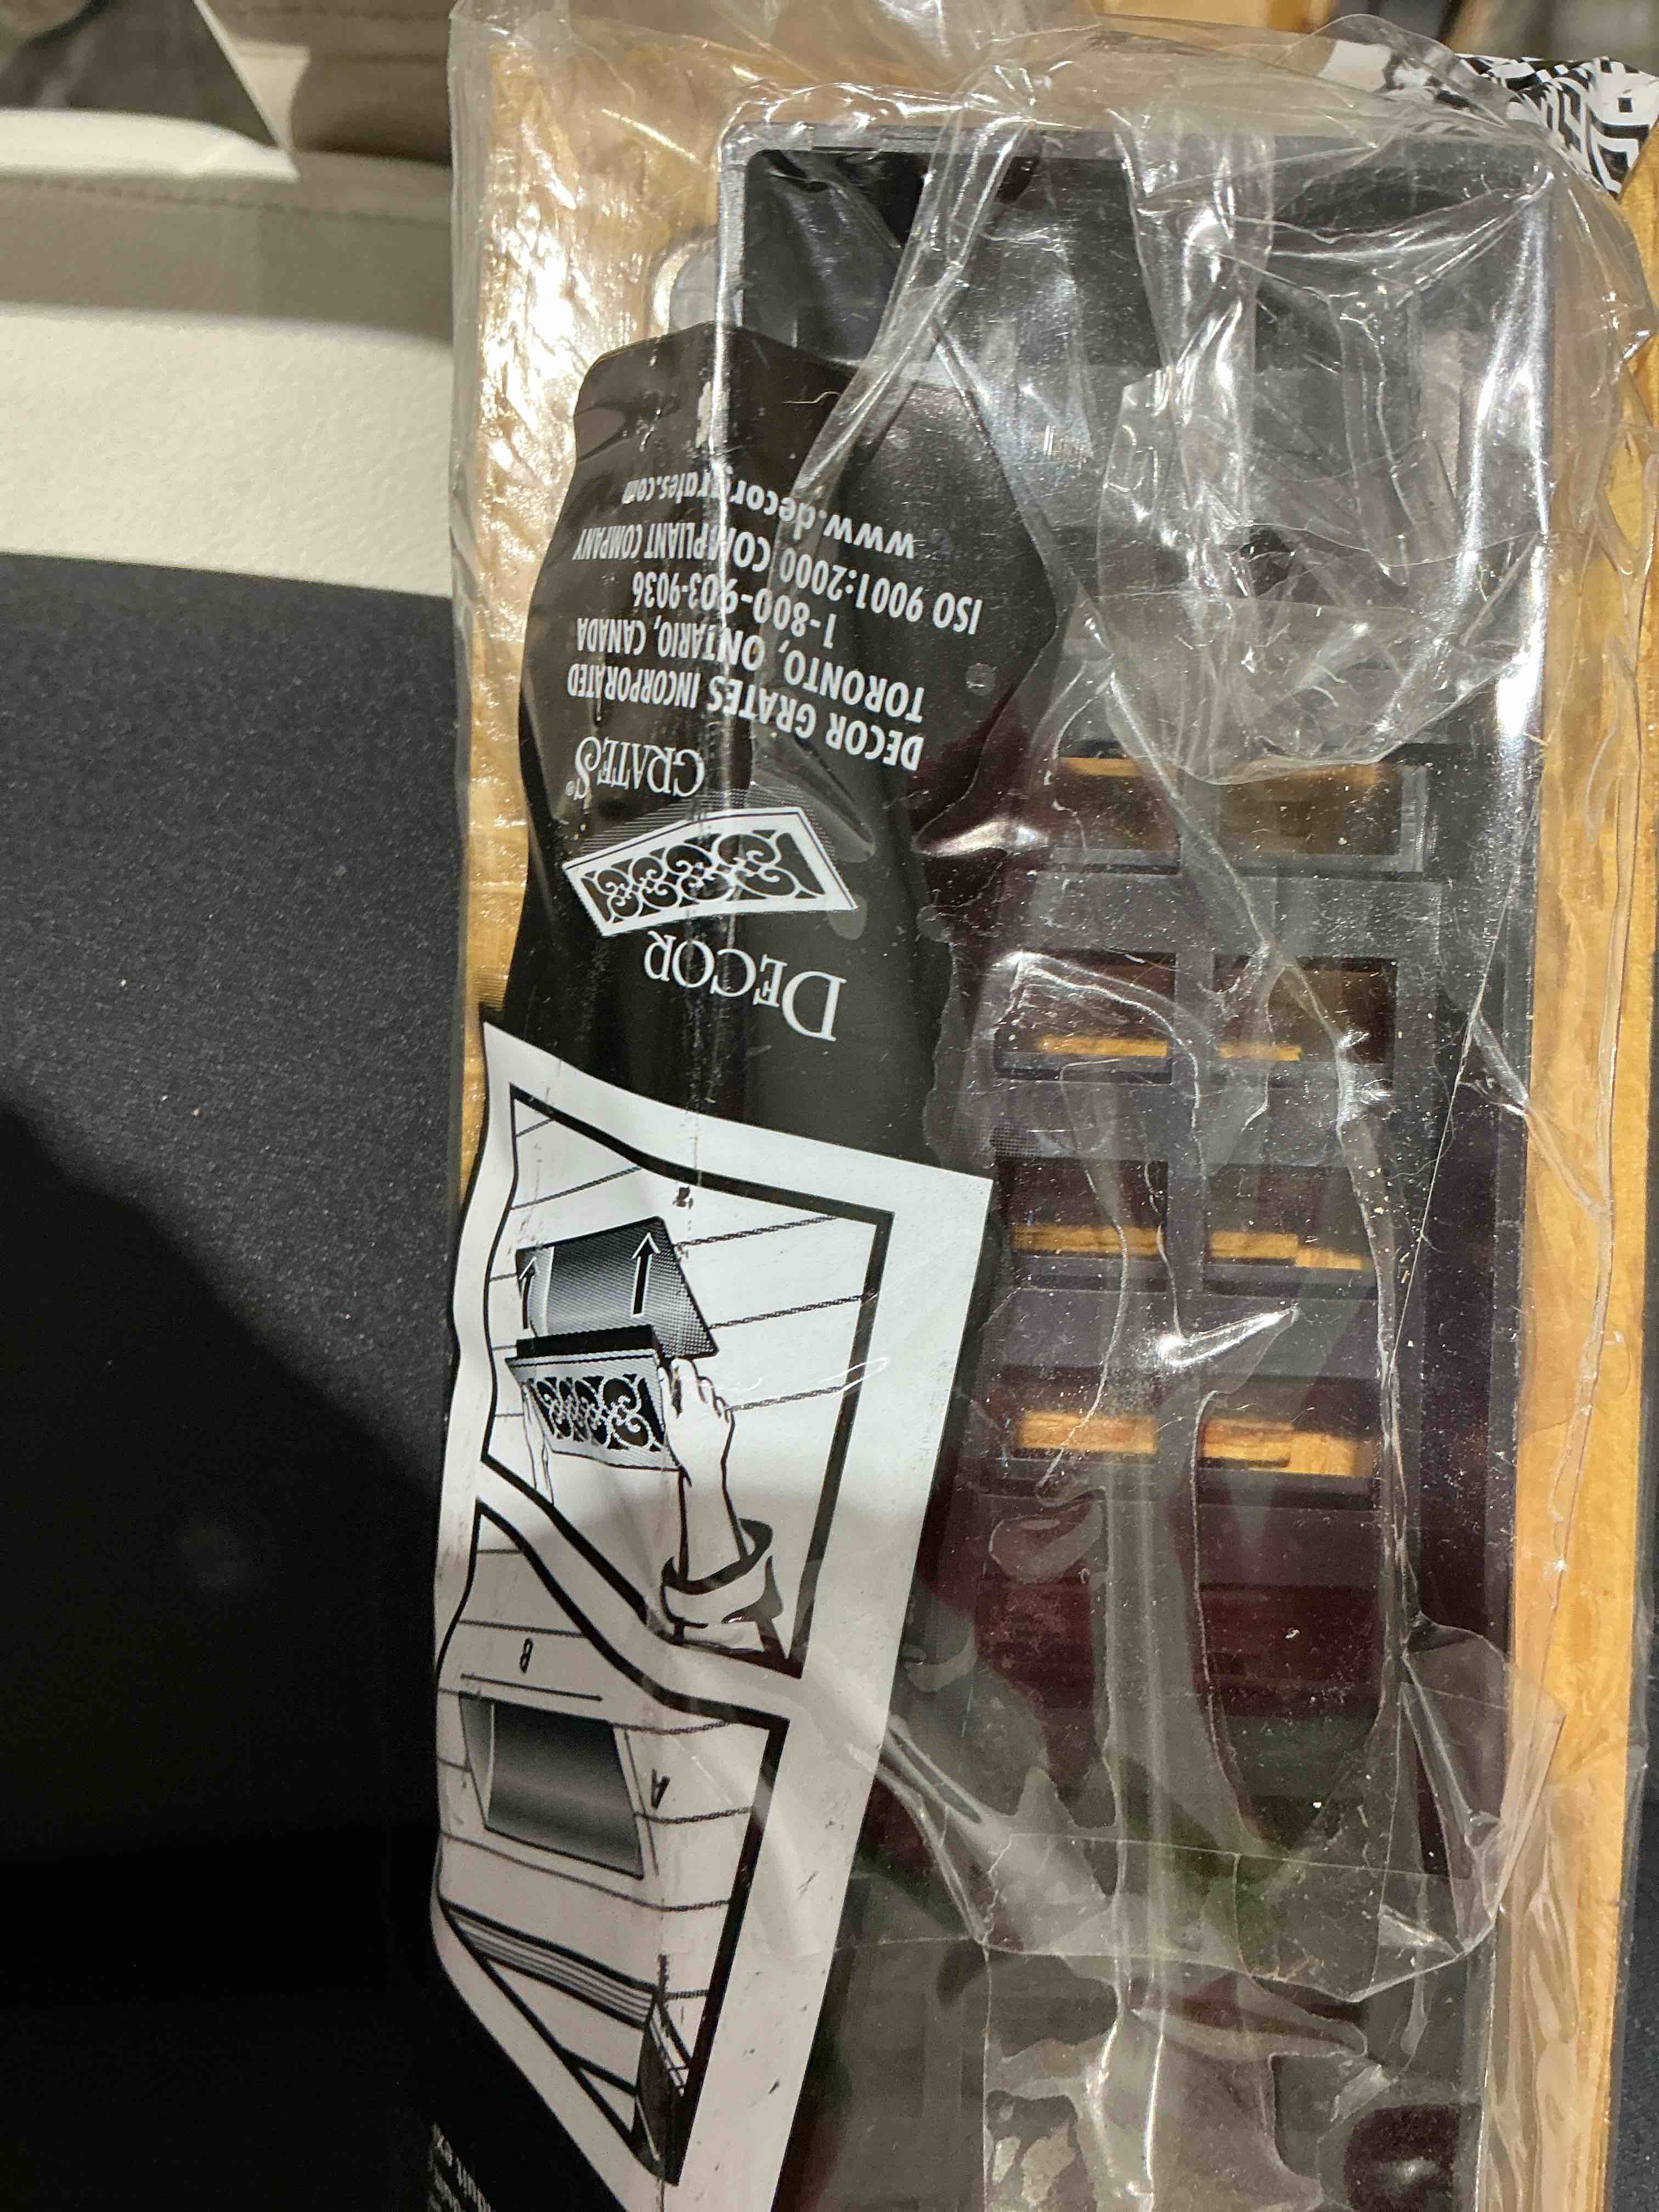 DECOR
GRATES®
DECOR GRATES INCORPORATED
TORONTO, ONTARIO, CANADA
1-800-903-9036
ISO 9001:2000 COMPLIANT COMPANY
www.decorgrates.com
A
B